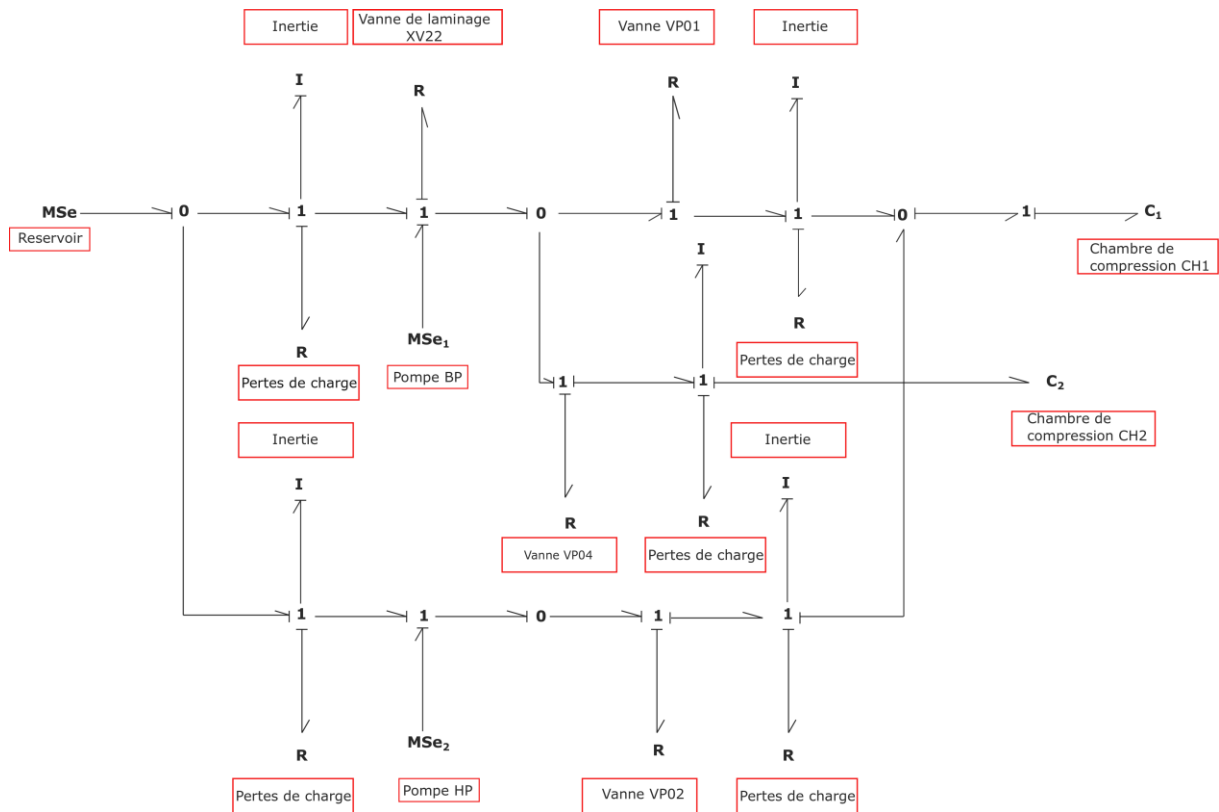 Inertie
Vanne de laminage
XV22
Vanne VP01
Inertie
I
R
R
I
MSe
0
1
1
0
1
1
0
1
C₁
Reservoir
Chambre de
compression CH1
I
R
MSe₁
R
Pertes de charge
Pompe BP
Pertes de charge
1
1
C₂
Chambre de
compression CH2
Inertie
Inertie
I
I
R
R
Vanne VP04
Pertes de charge
1
1
0
1
1
R
MSe₂
R
R
Pertes de charge
Pompe HP
Vanne VP02
Pertes de charge